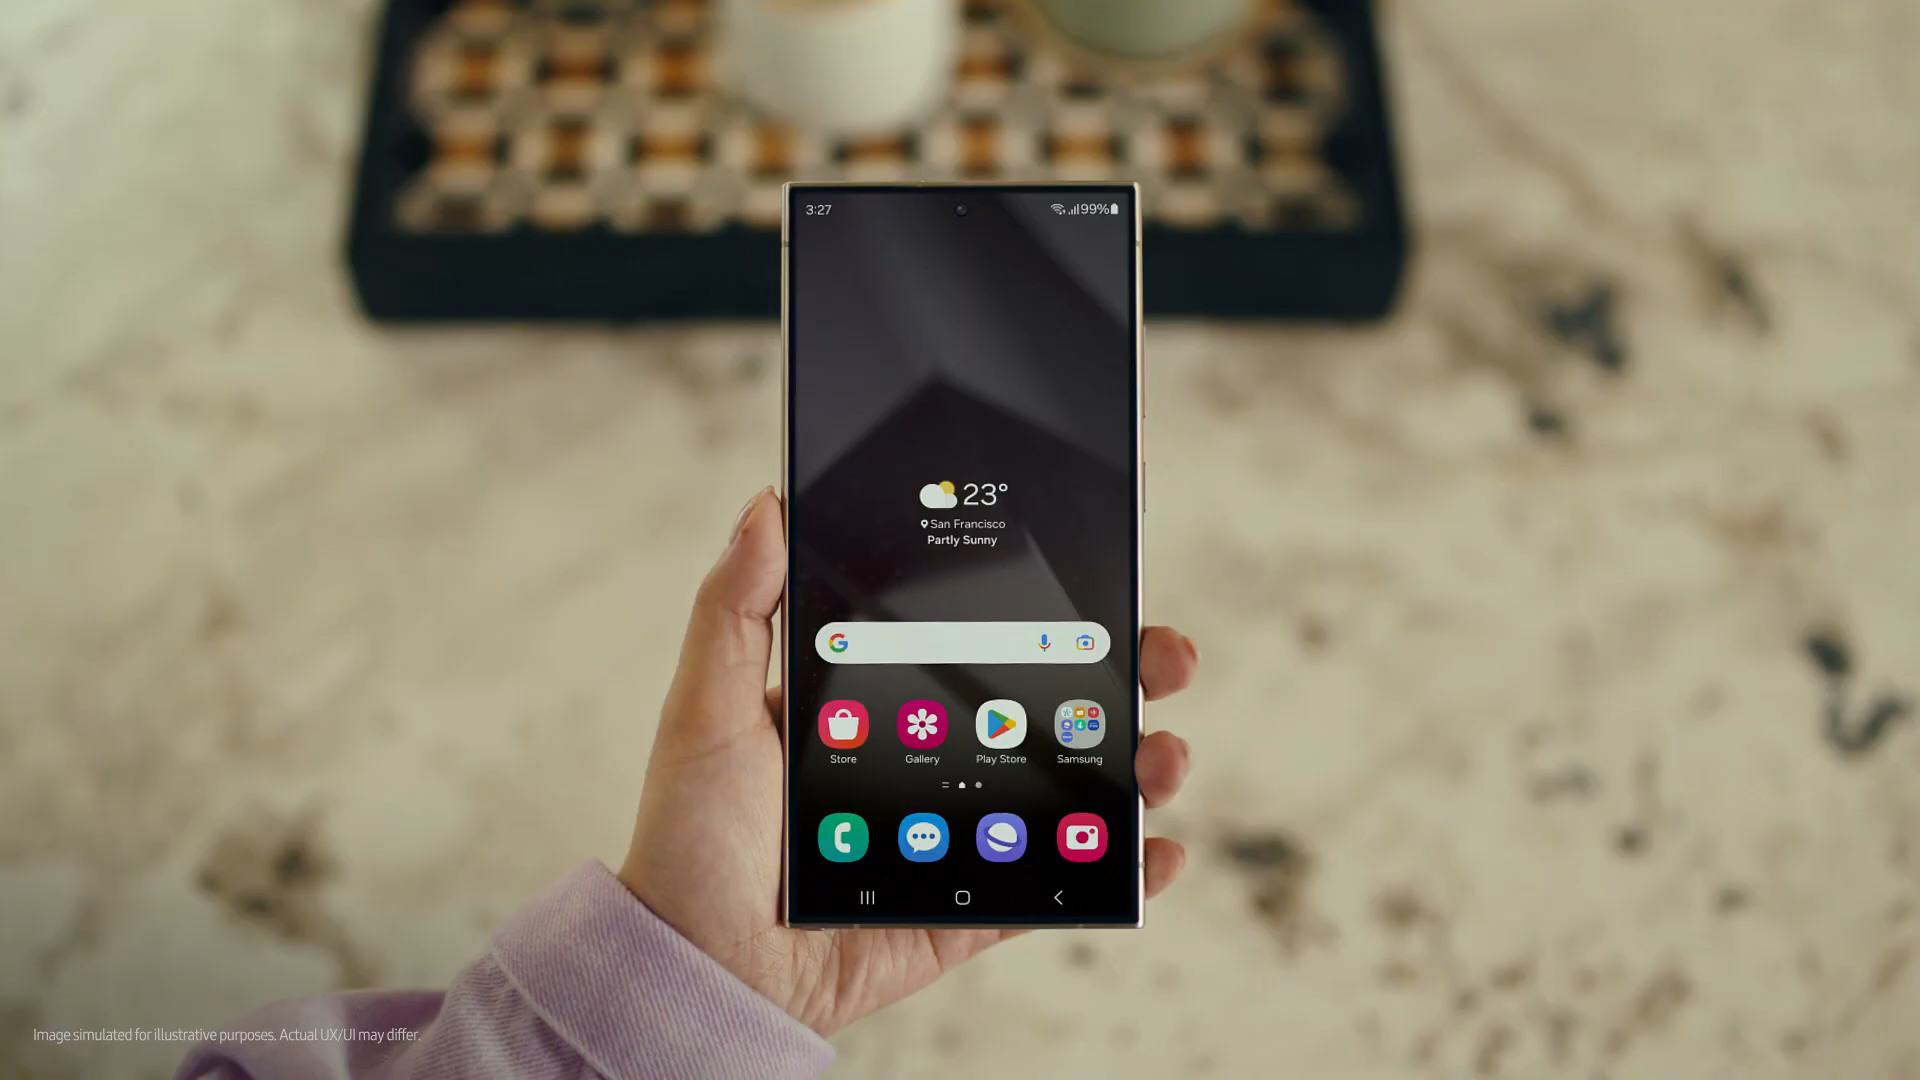 3:27
99%
23°
San Francisco
Partly Sunny
G
Store
Gallery
Play Store
Samsung
Image simulated for illustrative purposes. Actual UX/UI may differ.